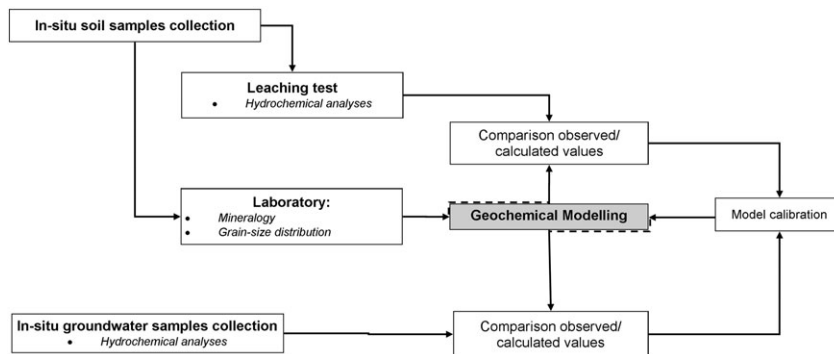 In-situ soil samples collection
Leaching test
• Hydrochemical analyses
Comparison observed/
calculated values
Laboratory:
• Mineralogy
• Grain-size distribution
Geochemical Modelling
Model calibration
In-situ groundwater samples collection
• Hydrochemical analyses
Comparison observed/
calculated values